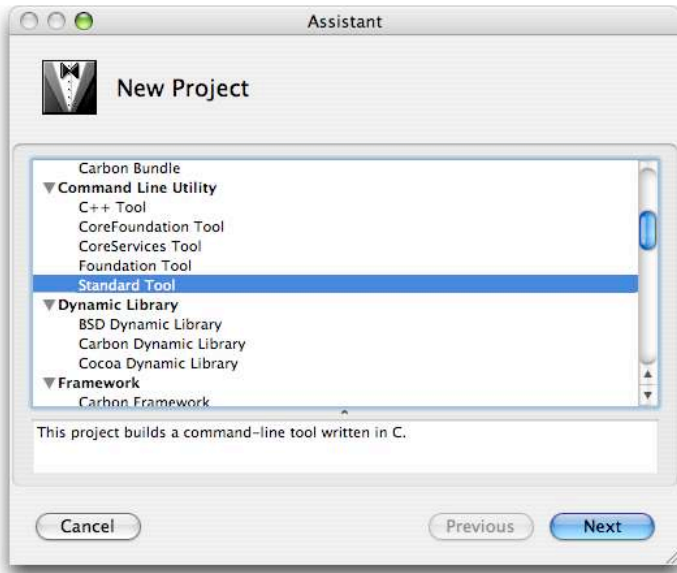 Assistant
New Project
Carbon Bundle
Command Line Utility
C++ Tool
CoreFoundation Tool
CoreServices Tool
Foundation Tool
Standard Tool
Dynamic Library
BSD Dynamic Library
Carbon Dynamic Library
Cocoa Dynamic Library
Framework
Carbon Framework
This project builds a command-line tool written in C.
Cancel
Previous
Next